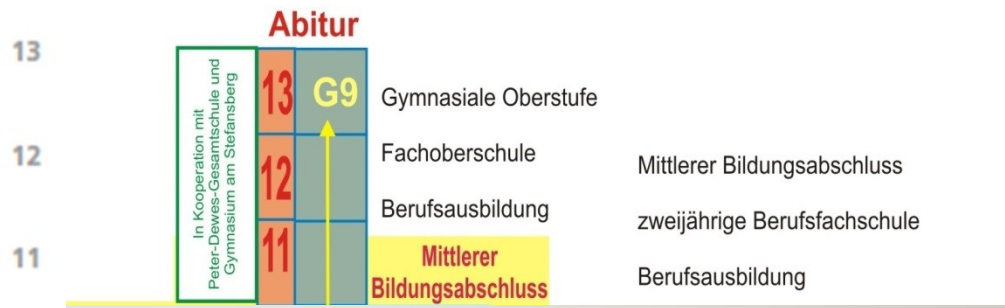 Abitur
13
12
11
In Kooperation mit
Peter-Dewes-Gesamtschule und
Gymnasium am Stefansberg
13
12
11
G9
Gymnasiale Oberstufe
Fachoberschule
Berufsausbildung
Mittlerer
Bildungsabschluss
Mittlerer Bildungsabschluss
zweijährige Berufsfachschule
Berufsausbildung